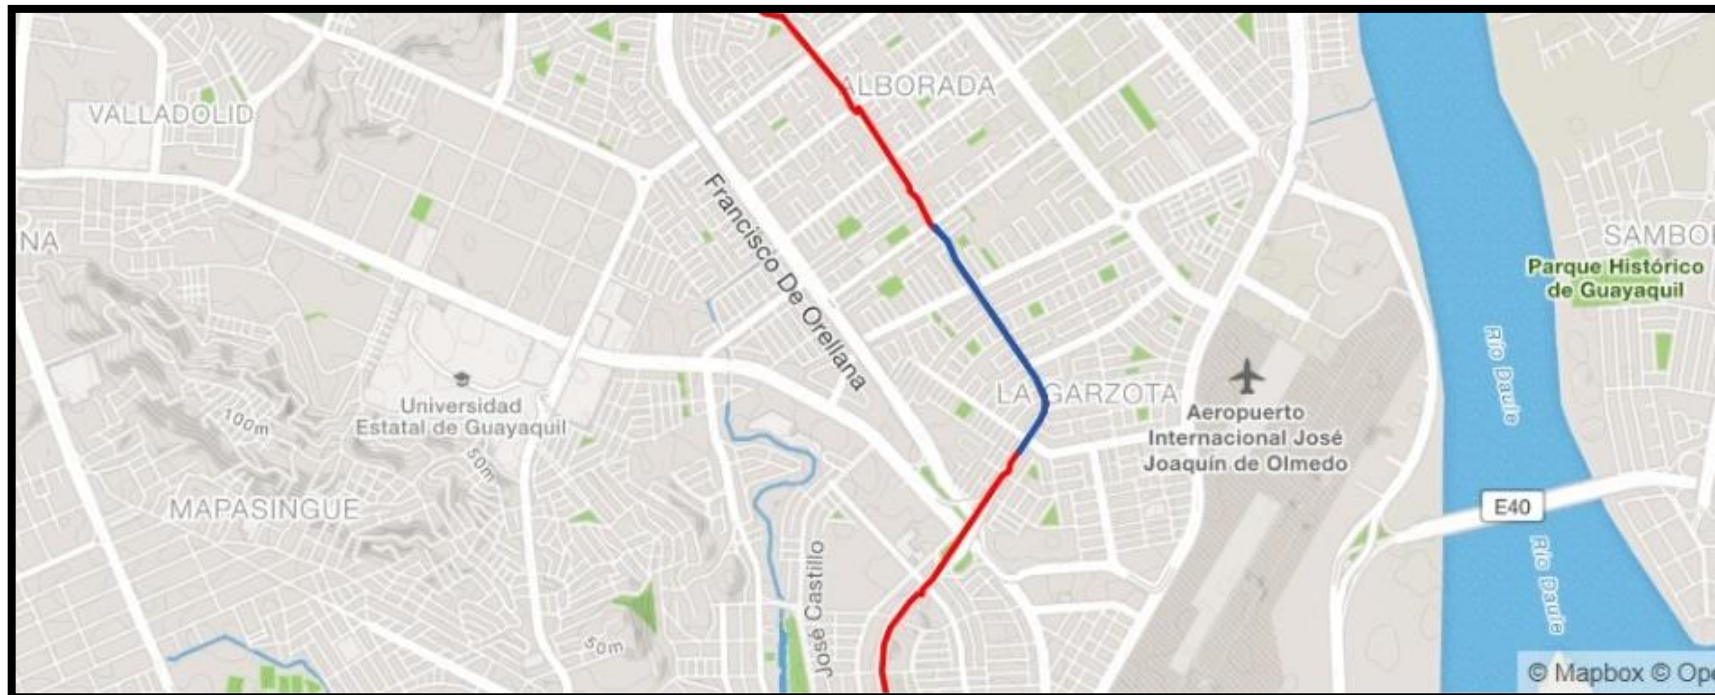 ALBORADA
VALLADOLID
Francisco De Orellana
NA
SAMBO
Parque Histórico
de Guayaquil
Río Daule
LA GARZOTA
Universidad
Estatal de Guayaquil
Aeropuerto
Internacional José
Joaquín de Olmedo
100m
50m
MAPASINGUE
E40
Río Daule
José Castillo
50m
© Mapbox © Ope